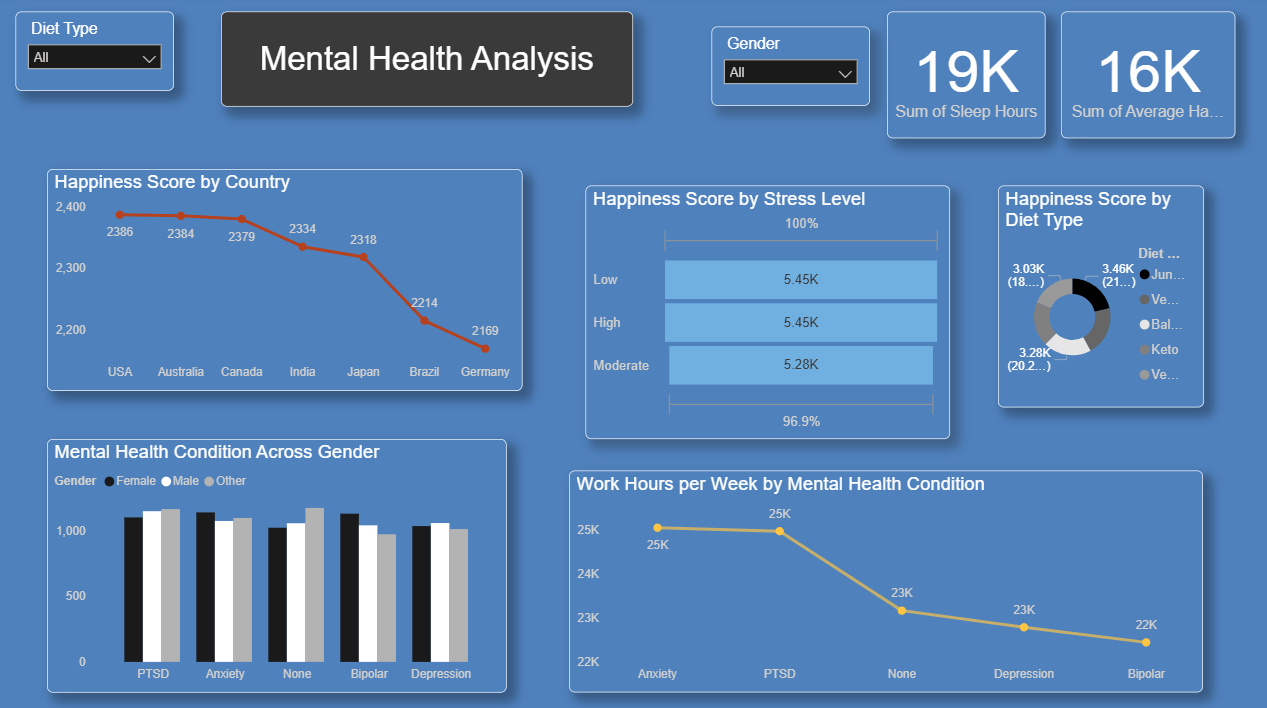 Diet Type
All
Mental Health Analysis
Gender
All
19K
Sum of Sleep Hours
16K
Sum of Average Ha...
Happiness Score by Country
2,400
2,300
2,200
2386
2384
2379
2334
2318
2214
2169
USA
Australia
Canada
India
Japan
Brazil
Germany
Happiness Score by Stress Level
100%
Low
5.45K
High
5.45K
Moderate
5.28K
96.9%
Happiness Score by
Diet Type
Diet ...
3.03K
(18....)
3.46K
(21...)
3.28K
(20.2...)
Jun...
Ve...
Bal...
Keto
Ve...
Mental Health Condition Across Gender
Gender Female Male Other
1,000
500
0
PTSD
Anxiety
None
Bipolar
Depression
Work Hours per Week by Mental Health Condition
25K
24K
23K
22K
25K
25K
23K
23K
22K
Anxiety
PTSD
None
Depression
Bipolar